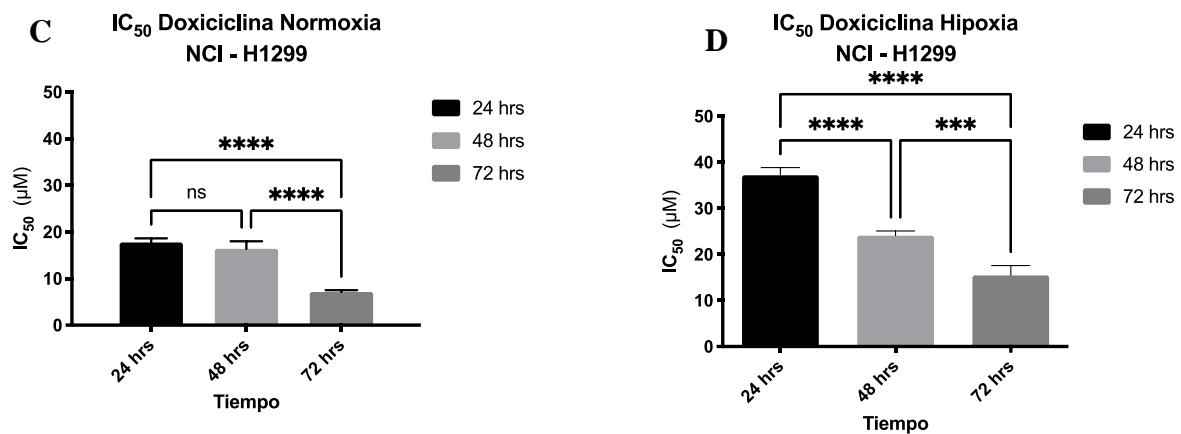 C
IC50 Doxiciclina Normoxia
NCI - H1299
50
40
30
20
10
0
IC50 (µM)
****
ns
****
24 hrs
48 hrs
72 hrs
Tiempo
24 hrs
48 hrs
72 hrs
D
IC50 Doxiciclina Hipoxia
NCI - H1299
50
40
30
20
10
0
IC50 (µM)
****
****
***
24 hrs
48 hrs
72 hrs
Tiempo
24 hrs
48 hrs
72 hrs